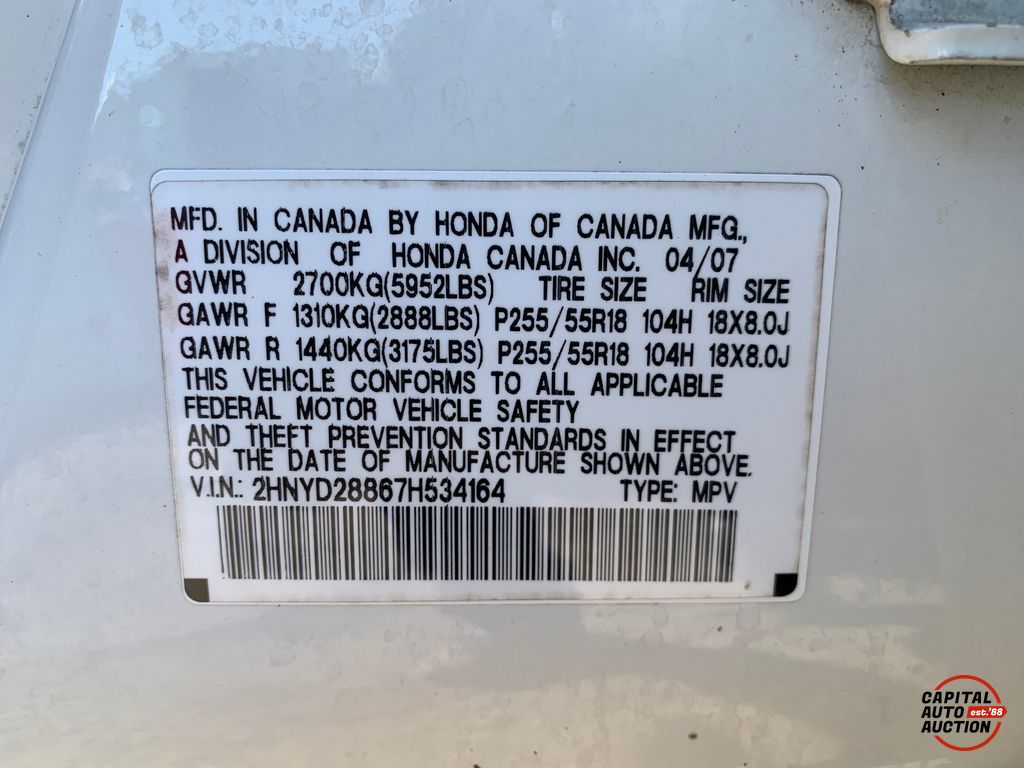 MFD. IN CANADA BY HONDA OF CANADA MFG.,
A DIVISION OF HONDA CANADA INC. 04/07
GVWR 2700KG(5952LBS) TIRE SIZE RIM SIZE
GAWR F 1310KG(2888LBS) P255/55R18 104H 18X8.0J
GAWR R 1440KG(3175LBS) P255/55R18 104H 18X8.0J
THIS VEHICLE CONFORMS TO ALL APPLICABLE
FEDERAL MOTOR VEHICLE SAFETY
AND THEFT PREVENTION STANDARDS IN EFFECT
ON THE DATE OF MANUFACTURE SHOWN ABOVE.
V.I.N.: 2HNYD28867H534164 TYPE: MPV
CAPITAL
AUTO est.'88
AUCTION